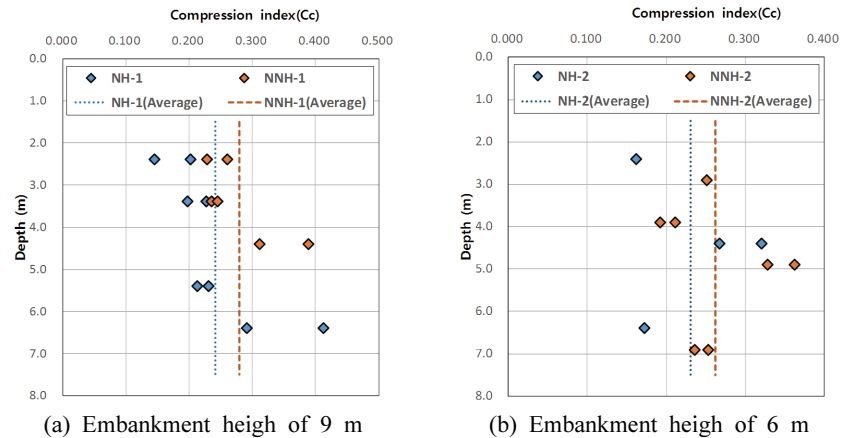 Compression index(Cc)
0.000 0.100 0.200 0.300 0.400 0.500
0.0
1.0
2.0
3.0
4.0
5.0
6.0
7.0
8.0
Depth (m)
NH-1 NNH-1
NH-1(Average) NNH-1(Average)
(a) Embankment heigh of 9 m
Compression index(Cc)
0.000 0.100 0.200 0.300 0.400
0.0
1.0
2.0
3.0
4.0
5.0
6.0
7.0
8.0
Depth (m)
NH-2 NNH-2
NH-2(Average) NNH-2(Average)
(b) Embankment heigh of 6 m